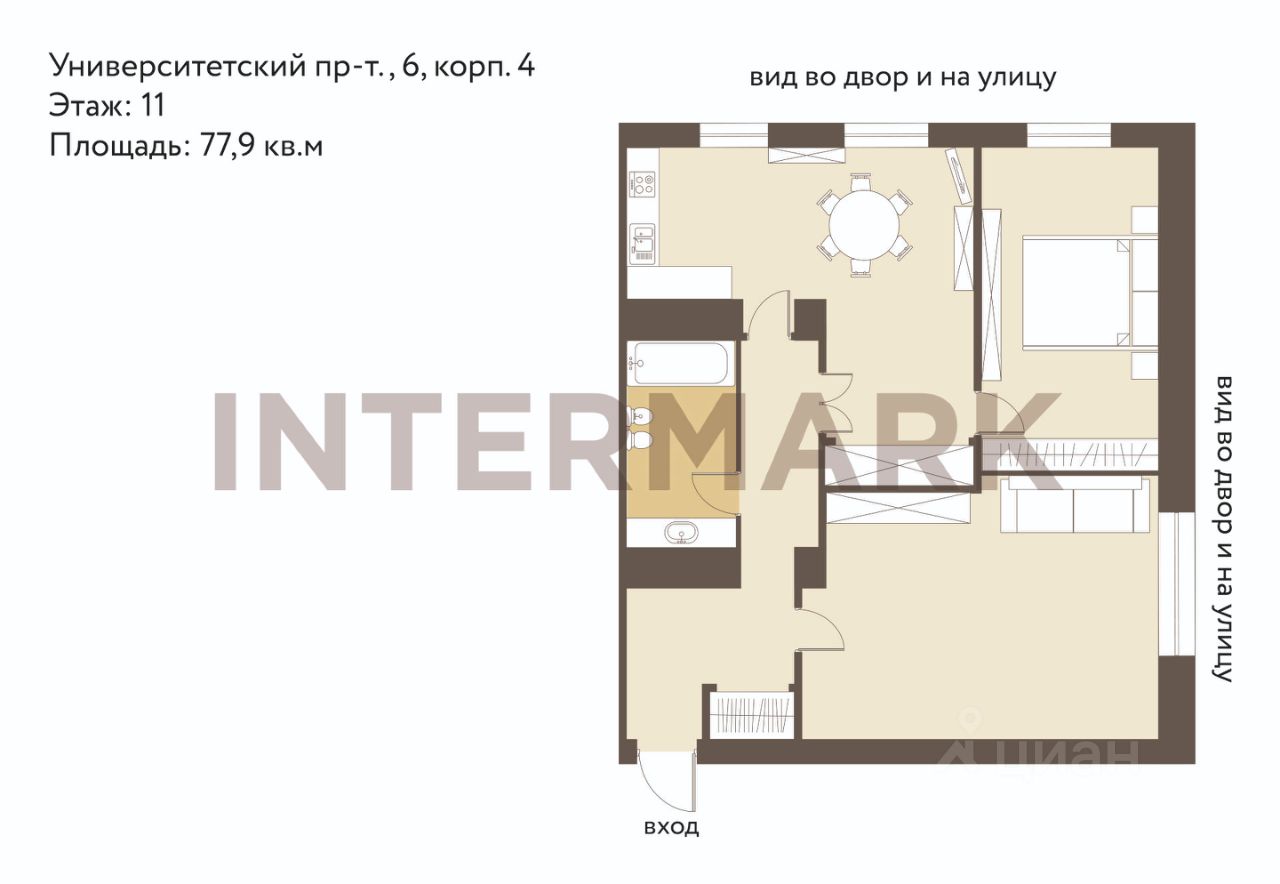 Университетский пр-т., 6, корп. 4
Этаж: 11
Площадь: 77,9 кв.м
вид во двор и на улицу
INTERMARK
вид во двор и на улицу
циан
вход